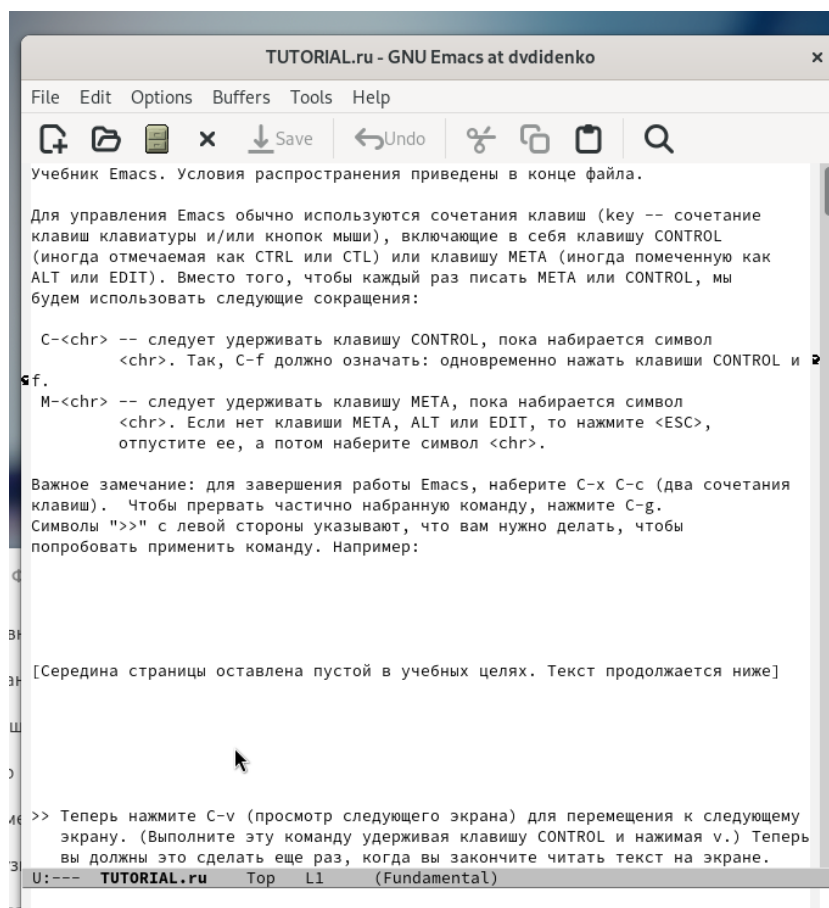 TUTORIAL.ru - GNU Emacs at dvdidenko
File Edit Options Buffers Tools Help
Save Undo
Учебник Emacs. Условия распространения приведены в конце файла.
Для управления Emacs обычно используются сочетания клавиш (key -- сочетание
клавиш клавиатуры и/или кнопок мыши), включающие в себя клавишу CONTROL
(иногда отмечаемая как CTRL или CTL) или клавишу META (иногда помеченную как
ALT или EDIT). Вместо того, чтобы каждый раз писать META или CONTROL, мы
будем использовать следующие сокращения:
C-<chr> -- следует удерживать клавишу CONTROL, пока набирается символ
<chr>. Так, C-f должно означать: одновременно нажать клавиши CONTROL и
f.
M-<chr> -- следует удерживать клавишу META, пока набирается символ
<chr>. Если нет клавиши META, ALT или EDIT, то нажмите <ESC>,
отпустите ее, а потом наберите символ <chr>.
Важное замечание: для завершения работы Emacs, наберите C-x C-c (два сочетания
клавиш).  Чтобы прервать частично набранную команду, нажмите C-g.
Символы ">>" с левой стороны указывают, что вам нужно делать, чтобы
попробовать применить команду. Например:
[Середина страницы оставлена пустой в учебных целях. Текст продолжается ниже]
>> Теперь нажмите C-v (просмотр следующего экрана) для перемещения к следующему
экрану. (Выполните эту команду удерживая клавишу CONTROL и нажимая v.) Теперь
вы должны это сделать еще раз, когда вы закончите читать текст на экране.
U:--- TUTORIAL.ru Top L1 (Fundamental)